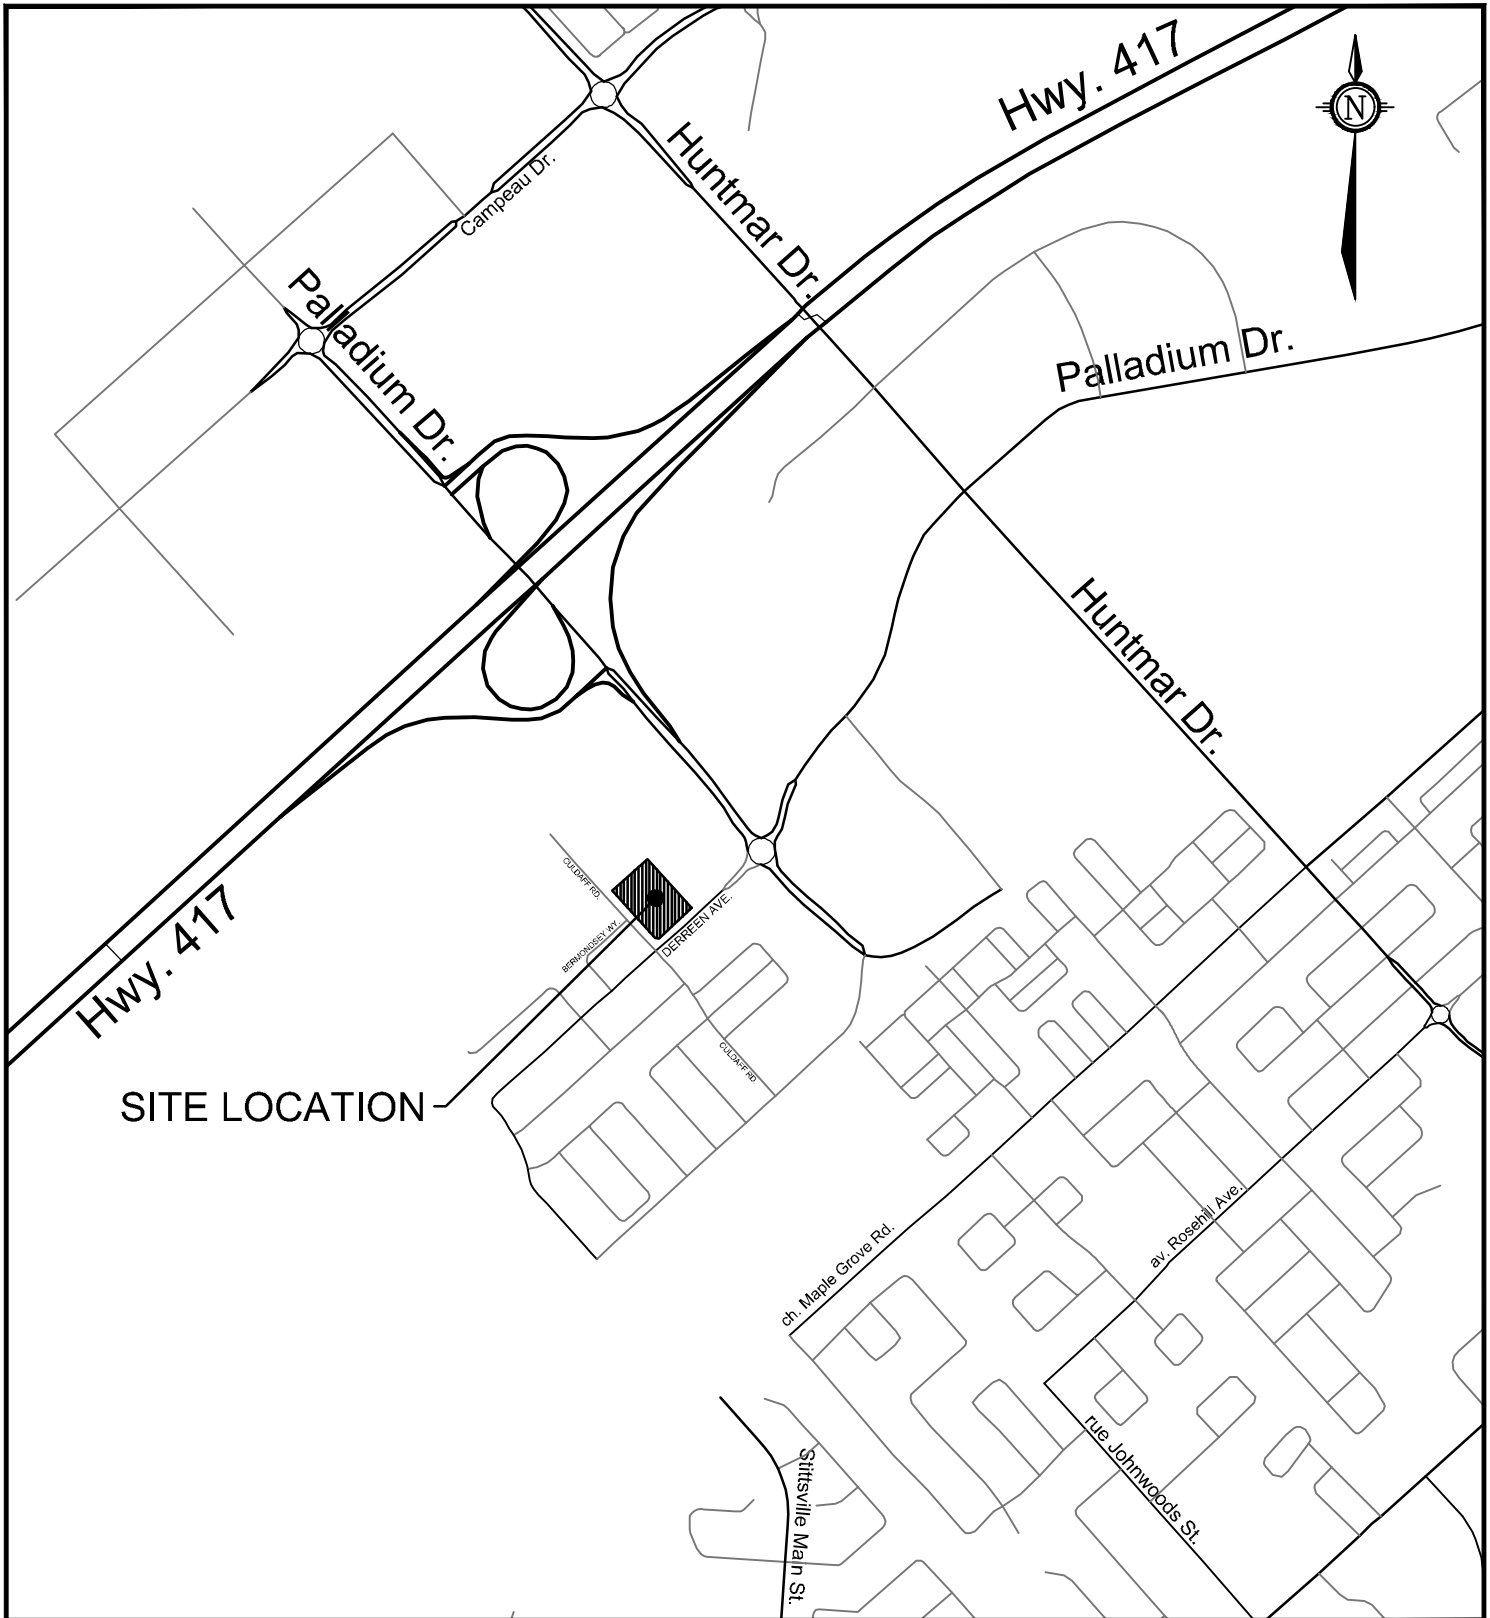 Hwy. 417
N
Huntmar Dr.
Campeau Dr.
Palladium Dr.
Palladium Dr.
Huntmar Dr.
CULDAFF RD.
BERMONDSEY WY.
DERREEN AVE.
Hwy. 417
CULDAFF RD.
SITE LOCATION
ch. Maple Grove Rd.
av. Rosehill Ave.
rue Johnwoods St.
Stittsville Main St.